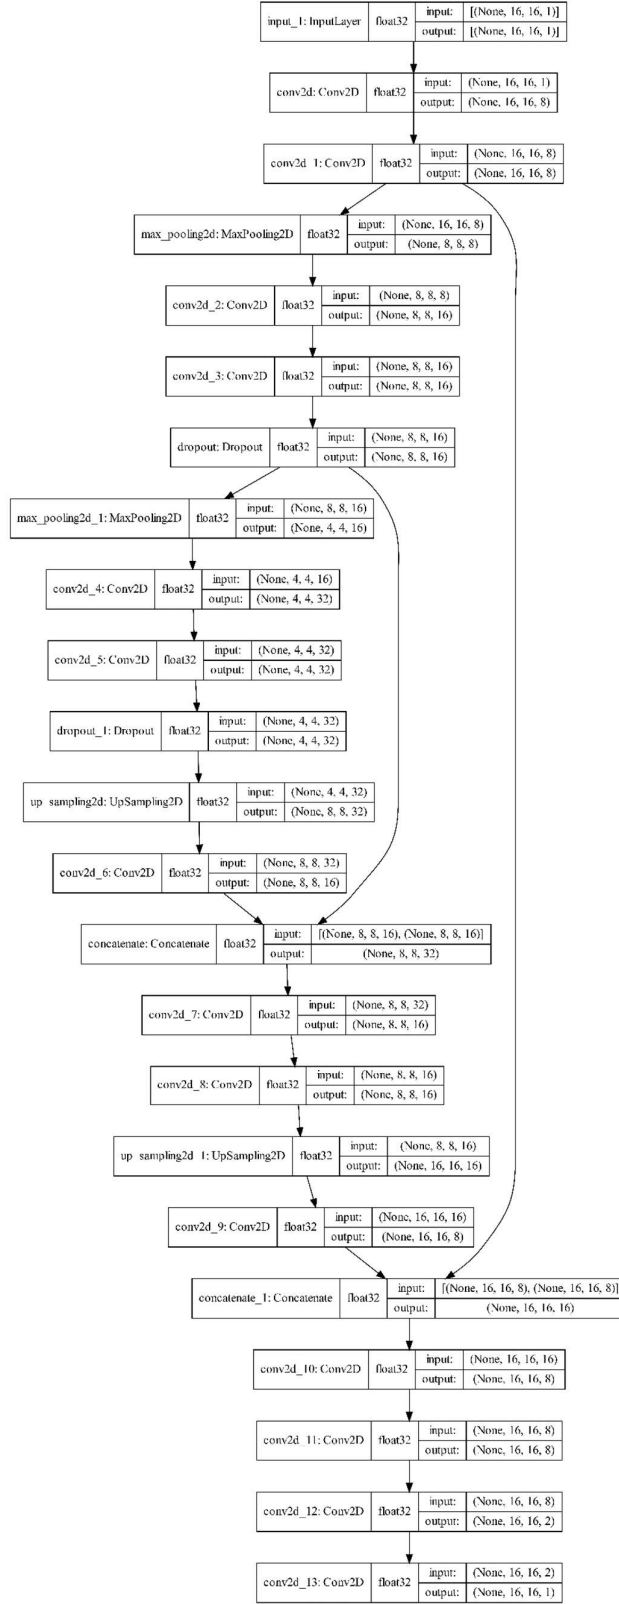 input_1: InputLayer float32 input: [(None, 16, 16, 1)]
output: [(None, 16, 16, 1)]
conv2d: Conv2D float32 input: (None, 16, 16, 1)
output: (None, 16, 16, 8)
conv2d_1: Conv2D float32 input: (None, 16, 16, 8)
output: (None, 16, 16, 8)
max_pooling2d: MaxPooling2D float32 input: (None, 16, 16, 8)
output: (None, 8, 8, 8)
conv2d_2: Conv2D float32 input: (None, 8, 8, 8)
output: (None, 8, 8, 16)
conv2d_3: Conv2D float32 input: (None, 8, 8, 16)
output: (None, 8, 8, 16)
dropout: Dropout float32 input: (None, 8, 8, 16)
output: (None, 8, 8, 16)
max_pooling2d_1: MaxPooling2D float32 input: (None, 8, 8, 16)
output: (None, 4, 4, 16)
conv2d_4: Conv2D float32 input: (None, 4, 4, 16)
output: (None, 4, 4, 32)
conv2d_5: Conv2D float32 input: (None, 4, 4, 32)
output: (None, 4, 4, 32)
dropout_1: Dropout float32 input: (None, 4, 4, 32)
output: (None, 4, 4, 32)
up_sampling2d: UpSampling2D float32 input: (None, 4, 4, 32)
output: (None, 8, 8, 32)
conv2d_6: Conv2D float32 input: (None, 8, 8, 32)
output: (None, 8, 8, 16)
concatenate: Concatenate float32 input: [(None, 8, 8, 16), (None, 8, 8, 16)]
output: (None, 8, 8, 32)
conv2d_7: Conv2D float32 input: (None, 8, 8, 32)
output: (None, 8, 8, 16)
conv2d_8: Conv2D float32 input: (None, 8, 8, 16)
output: (None, 8, 8, 16)
up_sampling2d_1: UpSampling2D float32 input: (None, 8, 8, 16)
output: (None, 16, 16, 16)
conv2d_9: Conv2D float32 input: (None, 16, 16, 16)
output: (None, 16, 16, 8)
concatenate_1: Concatenate float32 input: [(None, 16, 16, 8), (None, 16, 16, 8)]
output: (None, 16, 16, 16)
conv2d_10: Conv2D float32 input: (None, 16, 16, 16)
output: (None, 16, 16, 8)
conv2d_11: Conv2D float32 input: (None, 16, 16, 8)
output: (None, 16, 16, 8)
conv2d_12: Conv2D float32 input: (None, 16, 16, 8)
output: (None, 16, 16, 2)
conv2d_13: Conv2D float32 input: (None, 16, 16, 2)
output: (None, 16, 16, 1)